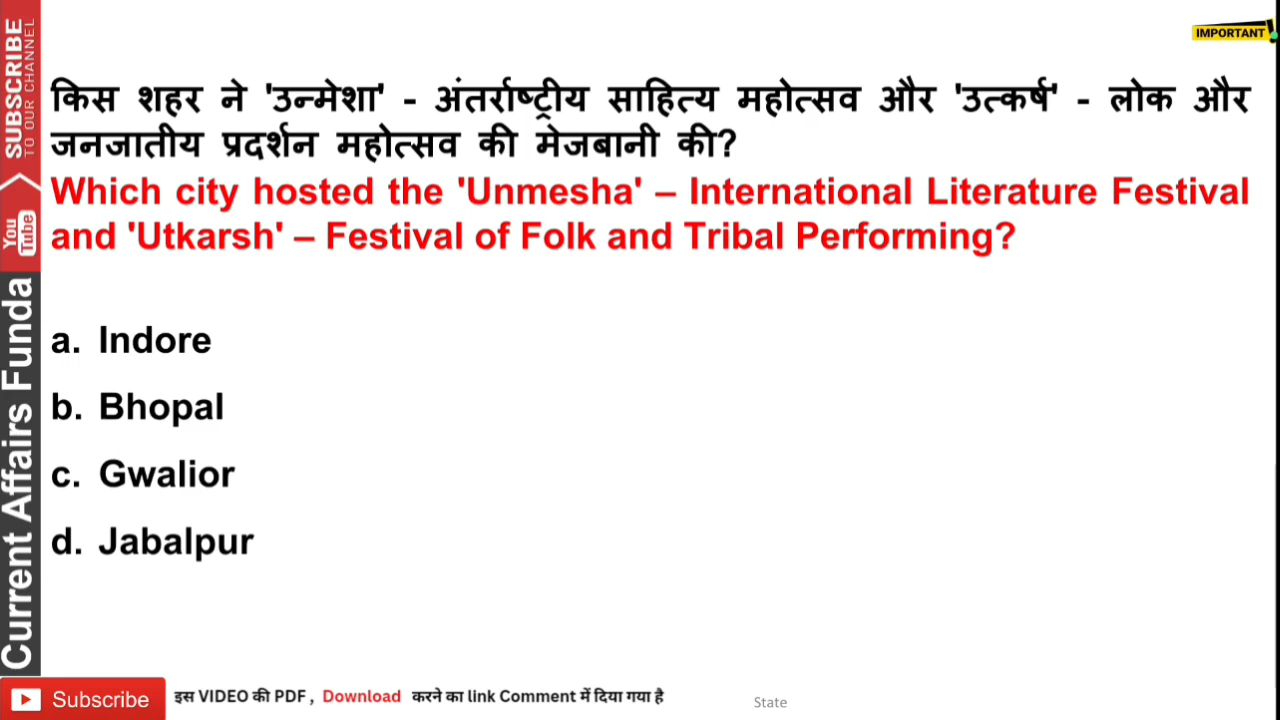 IMPORTANT
किस शहर ने 'उन्मेशा' - अंतर्राष्ट्रीय साहित्य महोत्सव और 'उत्कर्ष' - लोक और
जनजातीय प्रदर्शन महोत्सव की मेजबानी की?
Which city hosted the 'Unmesha' – International Literature Festival
and 'Utkarsh' – Festival of Folk and Tribal Performing?
a. Indore
b. Bhopal
c. Gwalior
d. Jabalpur
SUBSCRIBE
TO OUR CHANNEL
You Tube
Current Affairs Funda
Subscribe
इस VIDEO की PDF , Download करने का link Comment में दिया गया है
State